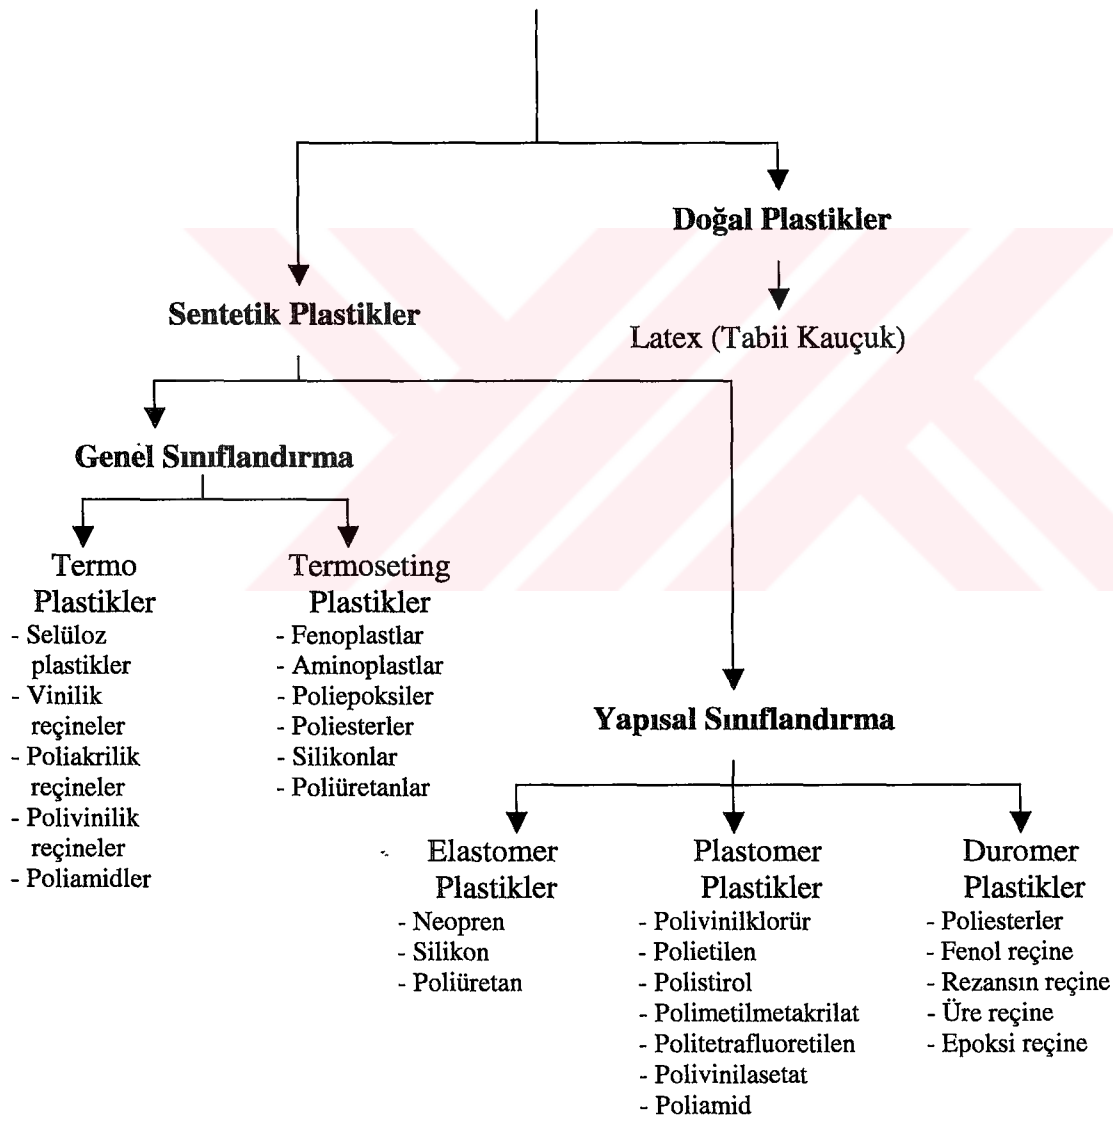 Doğal Plastikler
Latex (Tabii Kauçuk)
Sentetik Plastikler
Genel Sınıflandırma
Termo
Plastikler
- Selüloz
plastikler
- Vinilik
reçineler
- Poliakrilik
reçineler
- Polivinilik
reçineler
- Poliamidler
Termoseting
Plastikler
- Fenoplastlar
- Aminoplastlar
- Poliepoksiler
- Poliesterler
- Silikonlar
- Poliüretanlar
Yapısal Sınıflandırma
Elastomer
Plastikler
- Neopren
- Silikon
- Poliüretan
Plastomer
Plastikler
- Polivinilklorür
- Polietilen
- Polistirol
- Polimetilmetakrilat
- Politetrafluoretilen
- Polivinilasetat
- Poliamid
Duromer
Plastikler
- Poliesterler
- Fenol reçine
- Rezansın reçine
- Üre reçine
- Epoksi reçine